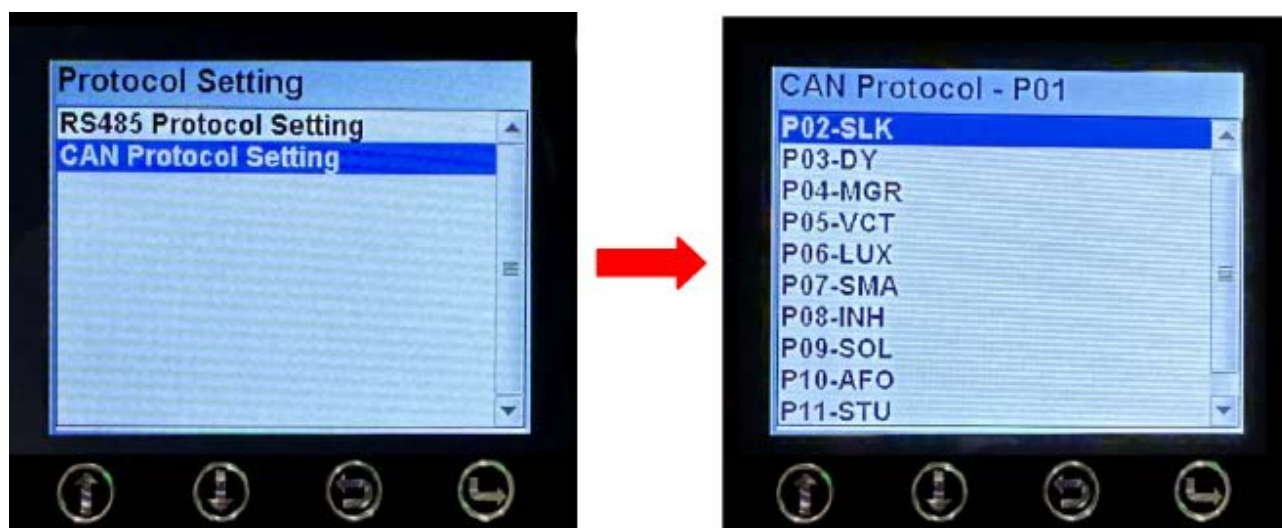 Protocol Setting
RS485 Protocol Setting
CAN Protocol Setting
CAN Protocol - P01
P02-SLK
P03-DY
P04-MGR
P05-VCT
P06-LUX
P07-SMA
P08-INH
P09-SOL
P10-AFO
P11-STU